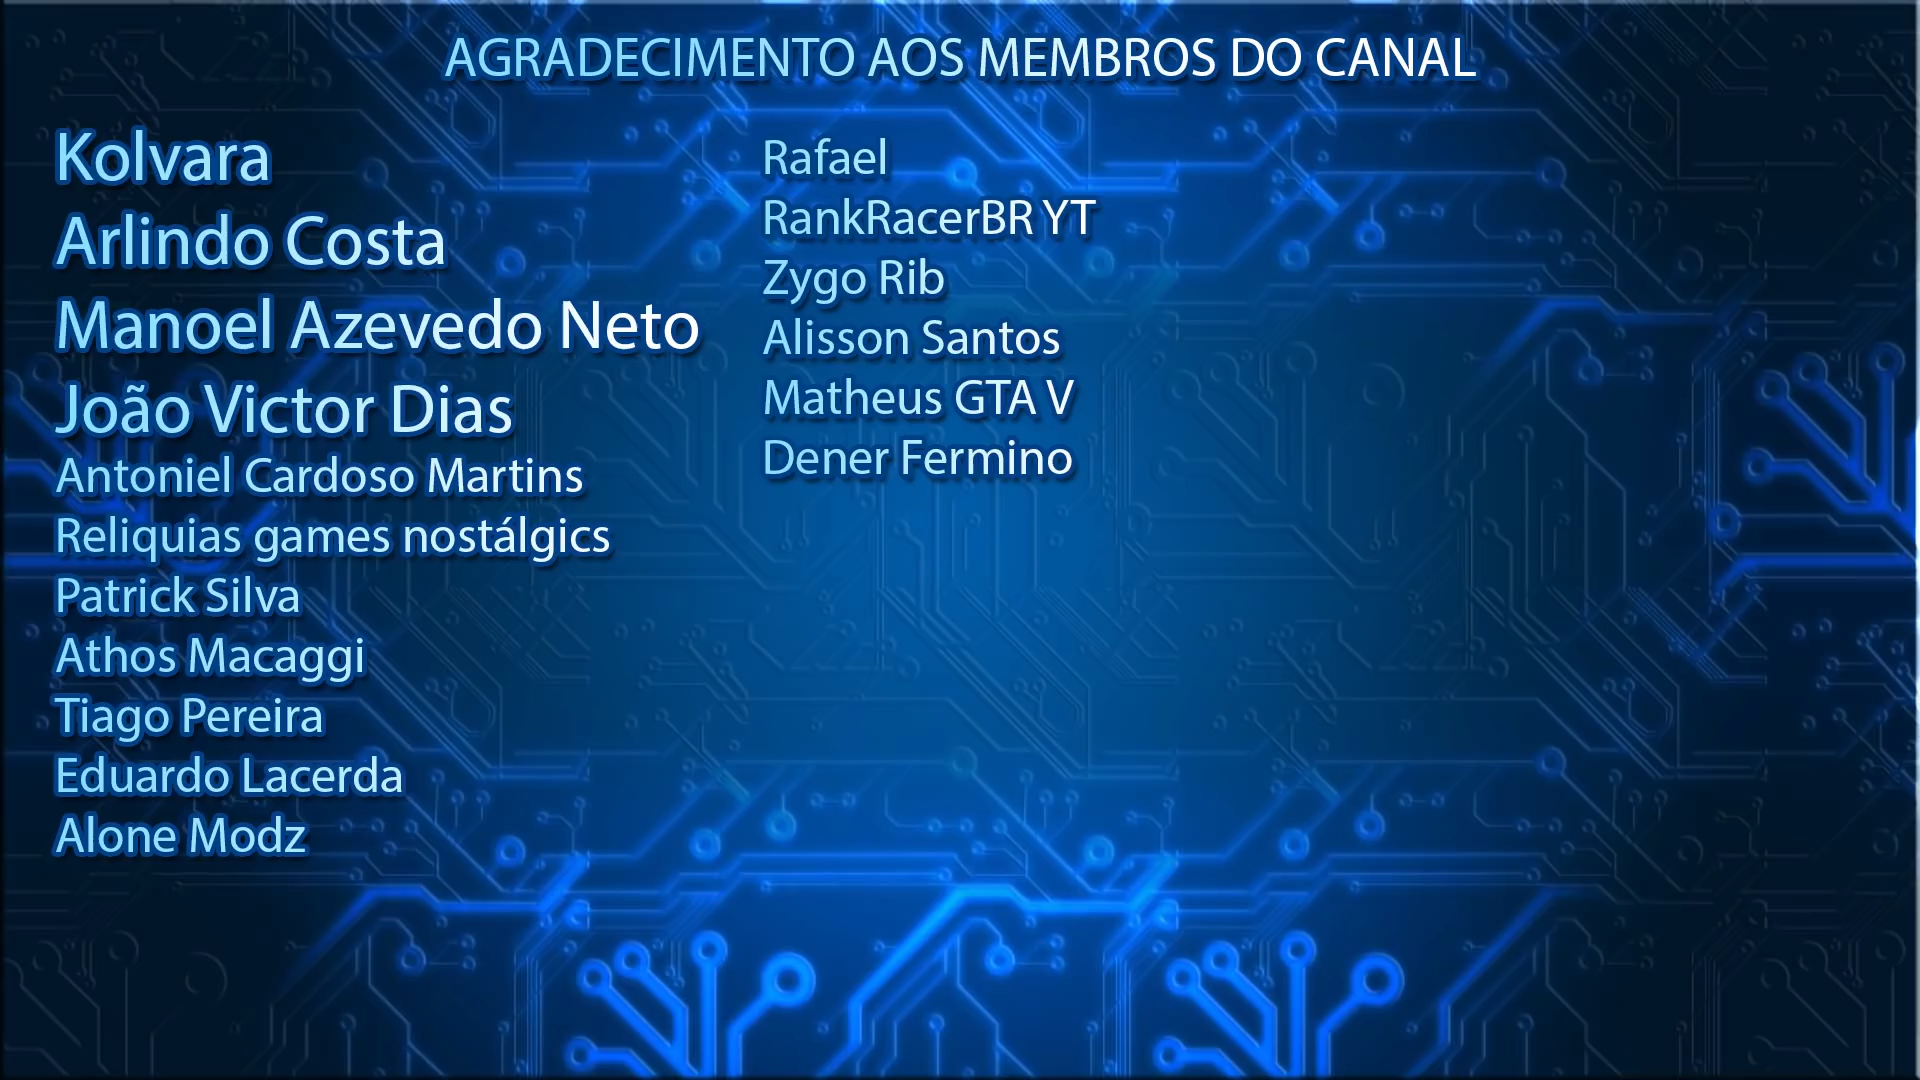 AGRADECIMENTO AOS MEMBROS DO CANAL
Kolvara
Arlindo Costa
Manoel Azevedo Neto
João Victor Dias
Antoniel Cardoso Martins
Reliquias games nostálgics
Patrick Silva
Athos Macaggi
Tiago Pereira
Eduardo Lacerda
Alone Modz
Rafael
RankRacerBR YT
Zygo Rib
Alisson Santos
Matheus GTA V
Dener Fermino